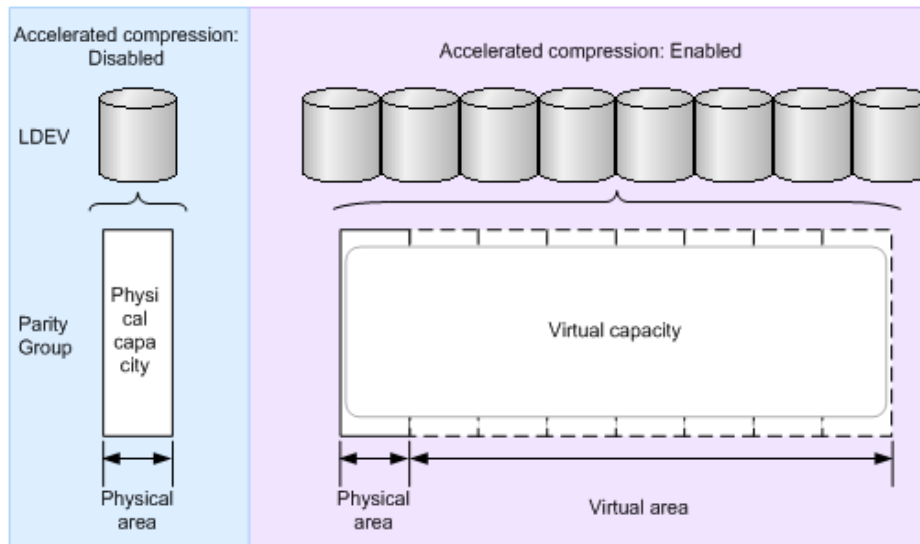 Accelerated compression:
Disabled
Accelerated compression: Enabled
LDEV
Parity
Group
Physi
cal
capa
city
Virtual capacity
Physical
area
Physical
area
Virtual area